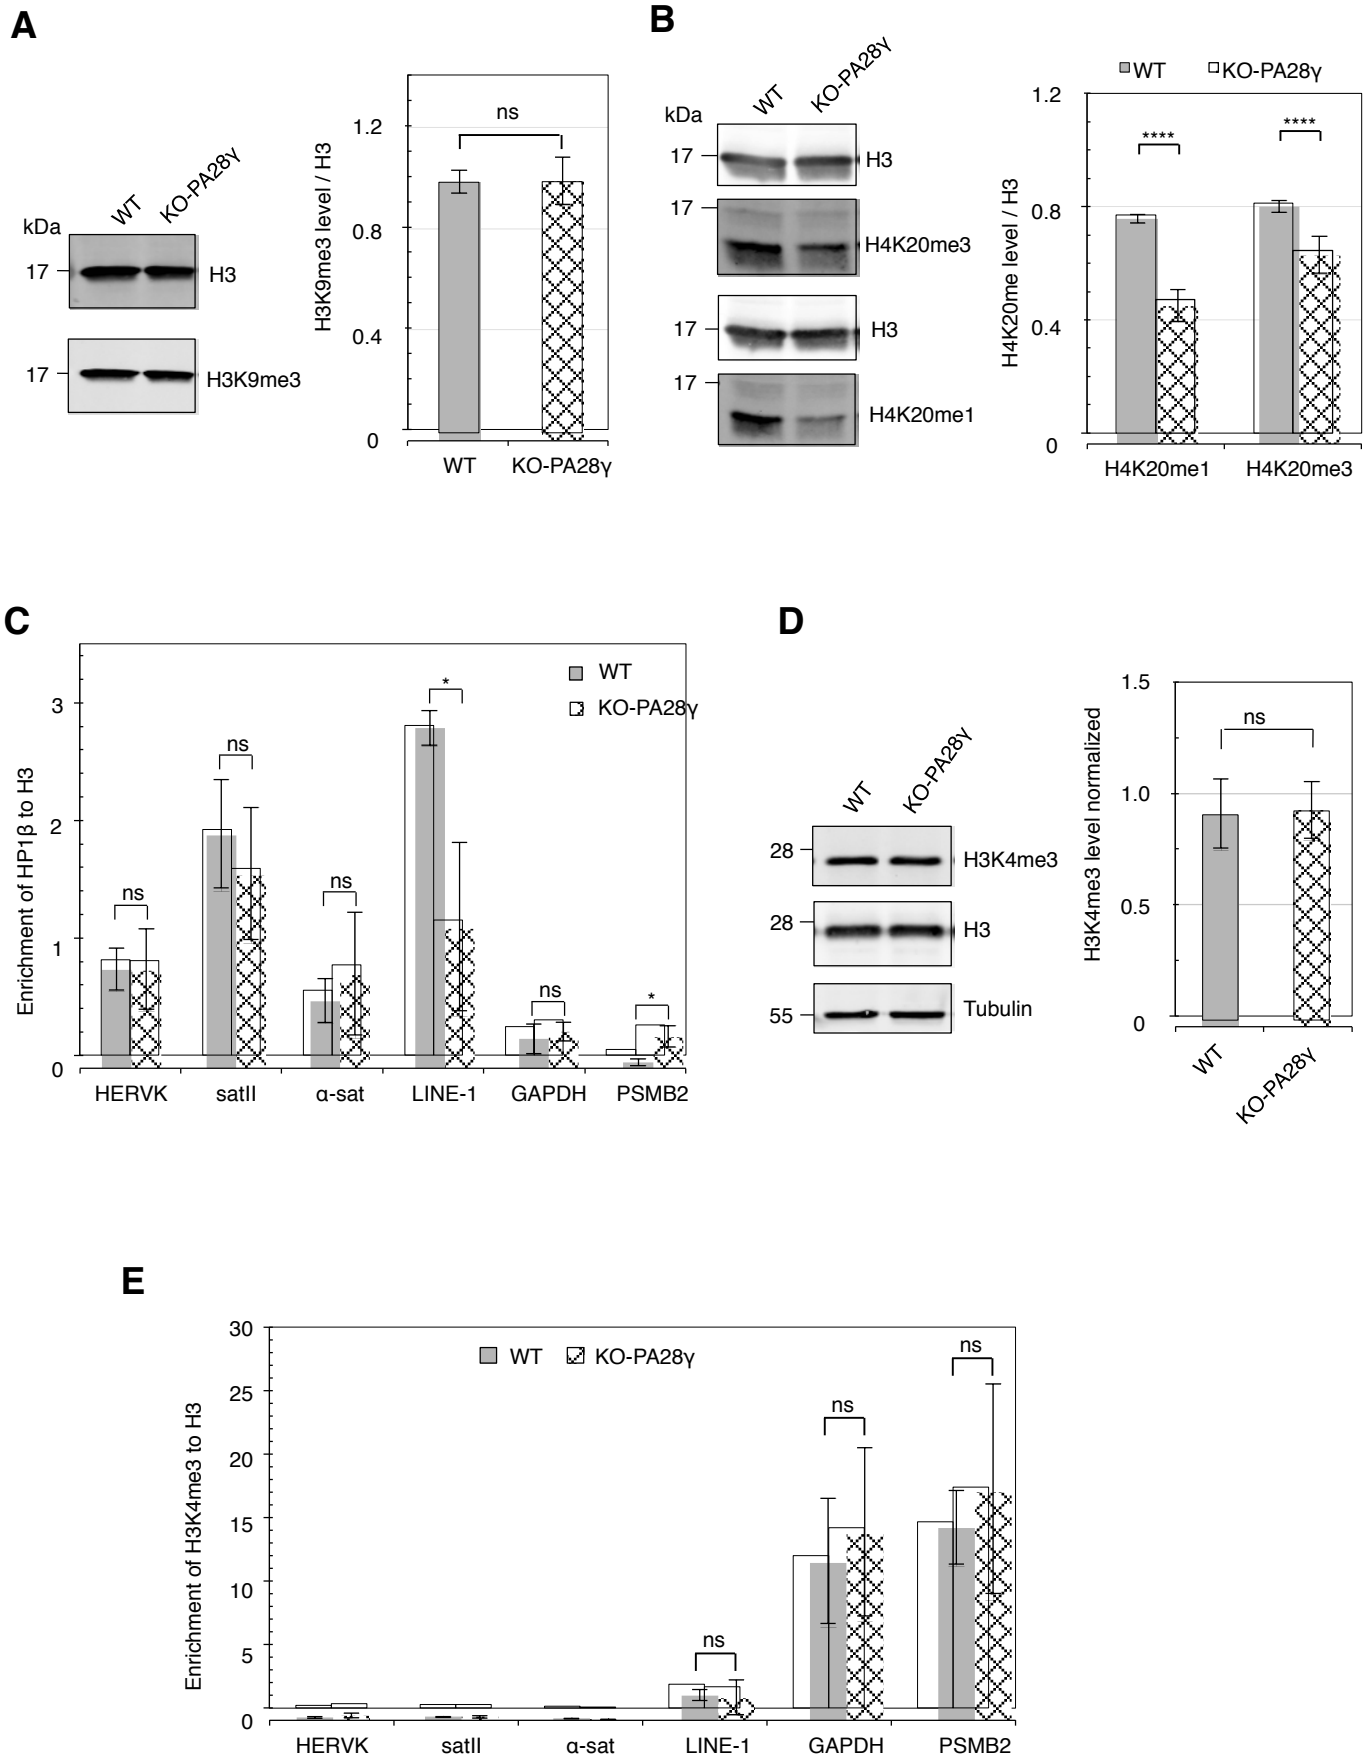 A
WT
KO-PA28γ
kDa
17
H3
17
H3K9me3
H3K9me3 level / H3
1.2
0.8
0.4
0
ns
WT
KO-PA28γ
B
WT
KO-PA28γ
kDa
17
H3
17
H4K20me3
17
H3
17
H4K20me1
WT
KO-PA28γ
H4K20me level / H3
1.2
0.8
0.4
0
****
****
H4K20me1
H4K20me3
C
Enrichment of HP1β to H3
3
2
1
0
WT
KO-PA28γ
ns
ns
ns
*
ns
*
HERVK
satII
α-sat
LINE-1
GAPDH
PSMB2
D
WT
KO-PA28γ
28
H3K4me3
28
H3
55
Tubulin
H3K4me3 level normalized
1.5
1.0
0.5
0
ns
WT
KO-PA28γ
E
Enrichment of H3K4me3 to H3
30
25
20
15
10
5
0
WT
KO-PA28γ
ns
ns
ns
HERVK
satII
α-sat
LINE-1
GAPDH
PSMB2